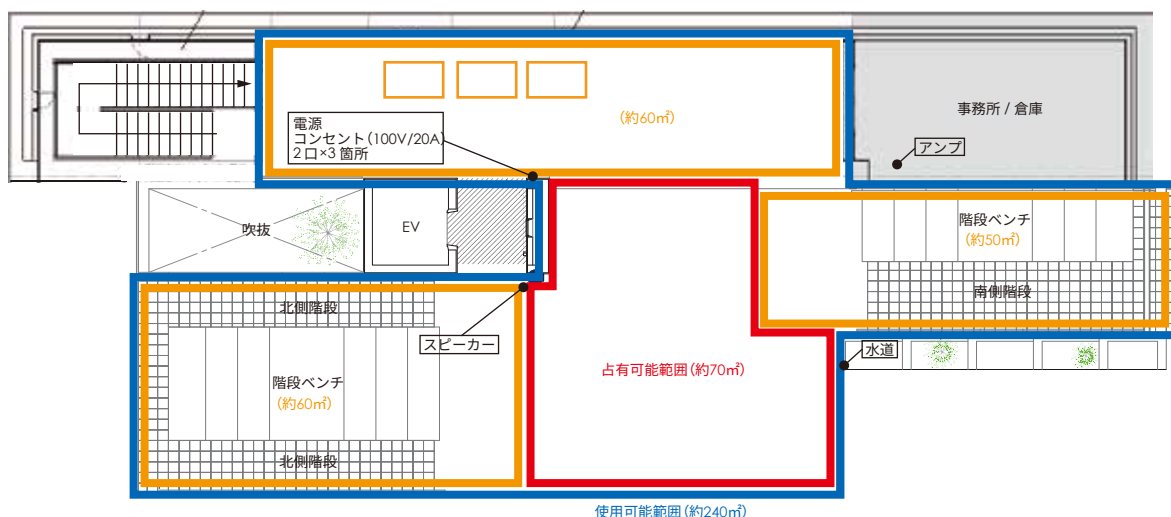 (約60㎡)
事務所 / 倉庫
電源
コンセント(100V/20A)
2口×3箇所
アンプ
吹抜
EV
階段ベンチ
(約50㎡)
南側階段
北側階段
スピーカー
水道
占有可能範囲(約70㎡)
階段ベンチ
(約60㎡)
北側階段
使用可能範囲(約240㎡)